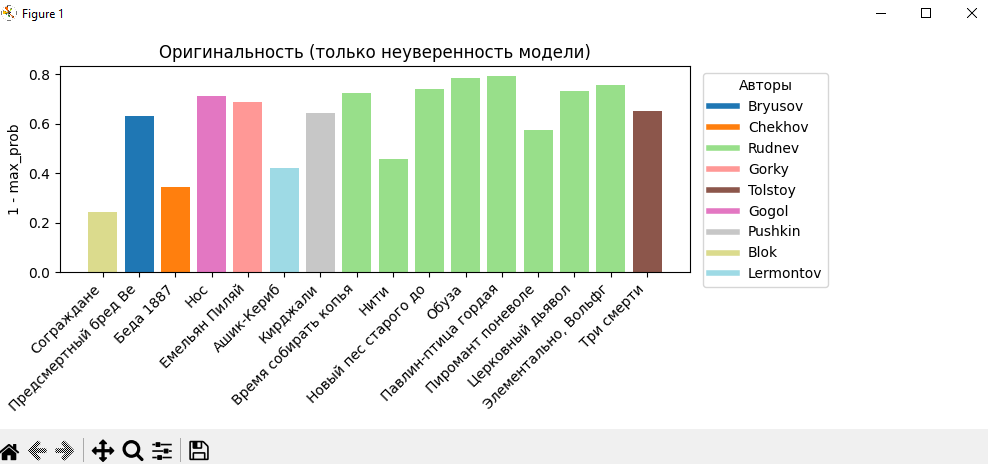 Figure 1
Оригинальность (только неуверенность модели)
1 - max_prob
0.8
0.6
0.4
0.2
0.0
Сограждане
Предсмертный бред Ве
Беда 1887
Нос
Емельян Пиляй
Ашик-Кериб
Кирджали
Время собирать копья
Нити
Новый пес старого до
Обуза
Павлин-птица гордая
Пиромант поневоле
Церковный дьявол
Элементально, Вольфг
Три смерти
Авторы
Bryusov
Chekhov
Rudnev
Gorky
Tolstoy
Gogol
Pushkin
Blok
Lermontov